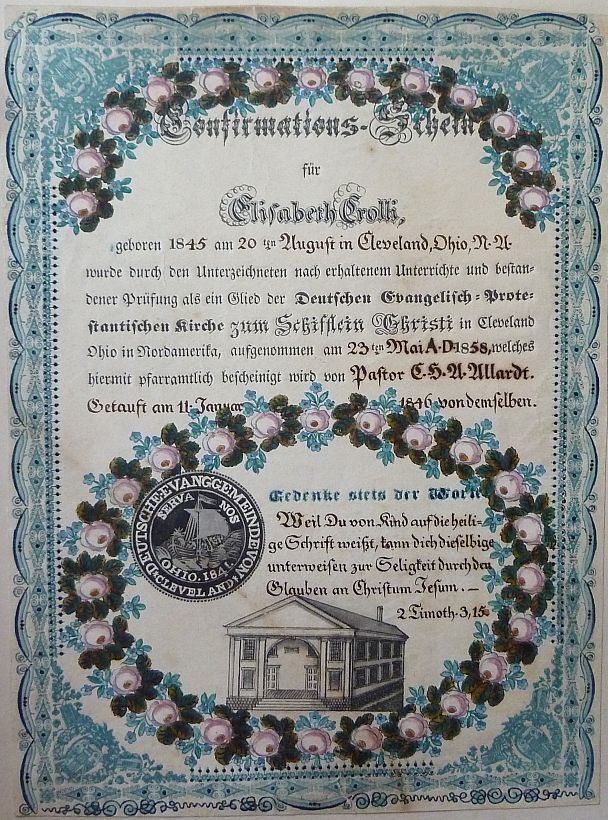 Confirmations-Schein
für
Elisabeth Crolli,
geboren 1845 am 20ten August in Cleveland, Ohio, N-A-
wurde durch den Unterzeichneten nach erhaltenem Unterrichte und bestan-
dener Prüfung als ein Glied der Deutschen Evangelisch-Prote-
stantischen Kirche zum Schiflein Christi in Cleveland
Ohio in Nordamerika, aufgenommen am 23ten Mai A-D-1858, welches
hiermit pfarramtlich bescheinigt wird von Pastor C-H-A-Allardt.
Getauft am 11-Januar 1846 von demselben.
Gedenke stets der Worte
Weil Du von Kind auf die heili-
ge Schrift weißt, kann dich dieselbige
unterweisen zur Seligkeit durch den
Glauben an Christum Jesum.—
2 Timoth-3,15
DEUTSCHE EVANG GEMEINDE VON CLEVELAND
SERVA NOS
OHIO. 1841.